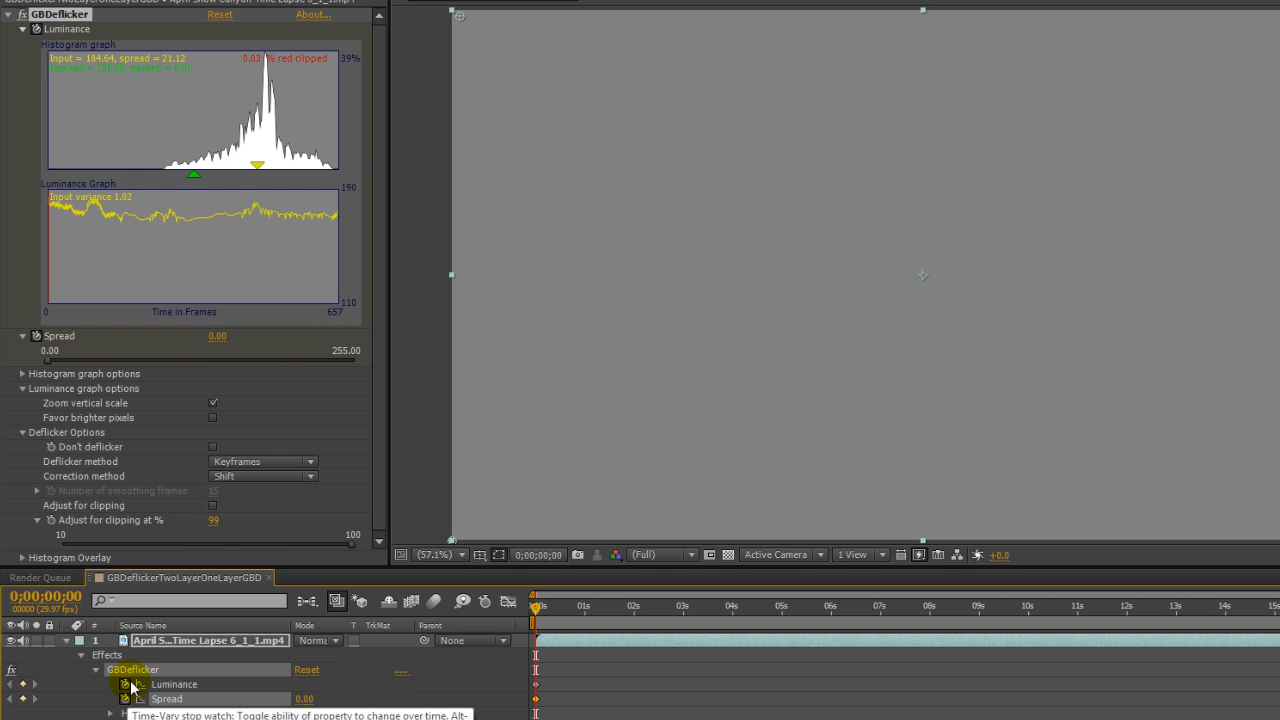 GBDeflicker
Reset
About...
Luminance
Histogram graph
Input = 184.64, spread = 21.12
0.03 % red clipped
39%
Luminance Graph
190
Input variance 1.02
110
0
Time in Frames
657
Spread
0.00
0.00
255.00
Histogram graph options
Luminance graph options
Zoom vertical scale
Favor brighter pixels
Deflicker Options
Don't deflicker
Deflicker method
Keyframes
Correction method
Shift
Number of smoothing frames
15
Adjust for clipping
Adjust for clipping at %
99
10
100
Histogram Overlay
(57.1%)
0;00;00;00
(Full)
Active Camera
1 View
+0.0
Render Queue
GBDeflickerTwoLayerOneLayerGBD
0;00;00;00
00000 (29.97 fps)
01s 02s 03s 04s 05s 06s 07s 08s 09s 10s 11s 12s 13s 14s 15s
# Source Name Mode T TrkMat Parent
1 April S...Time Lapse 6_1_1.mp4 Norma None
Effects
fx GBDeflicker Reset .....
Luminance
Spread 0.00
Time-Vary stop watch: Toggle ability of property to change over time. Alt-